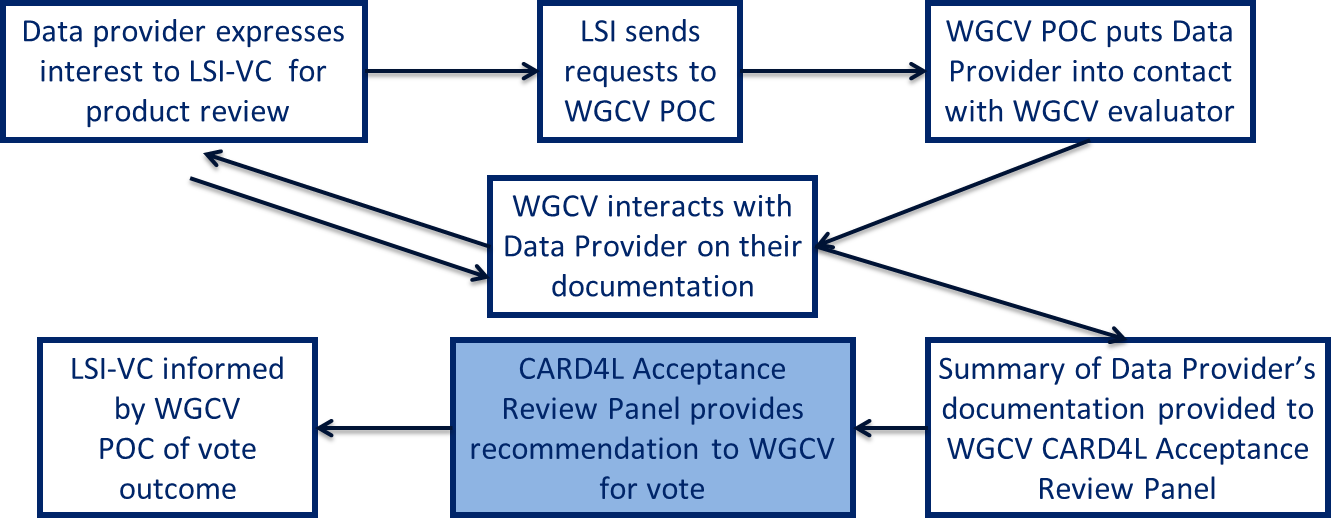 Data provider expresses
interest to LSI-VC for
product review
LSI sends
requests to
WGCV POC
WGCV POC puts Data
Provider into contact
with WGCV evaluator
WGCV interacts with
Data Provider on their
documentation
LSI-VC informed
by WGCV
POC of vote
outcome
CARD4L Acceptance
Review Panel provides
recommendation to WGCV
for vote
Summary of Data Provider’s
documentation provided to
WGCV CARD4L Acceptance
Review Panel